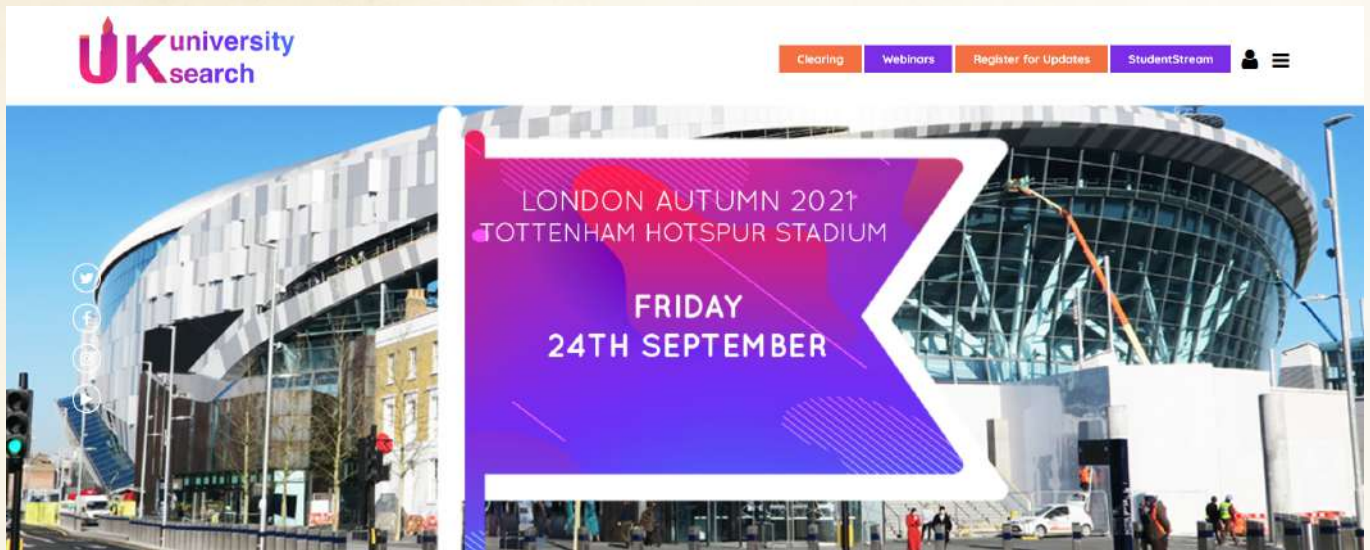 UK university
search
Clearing
Webinars
Register for Updates
StudentStream
LONDON AUTUMN 2021
TOTTENHAM HOTSPUR STADIUM
FRIDAY
24TH SEPTEMBER